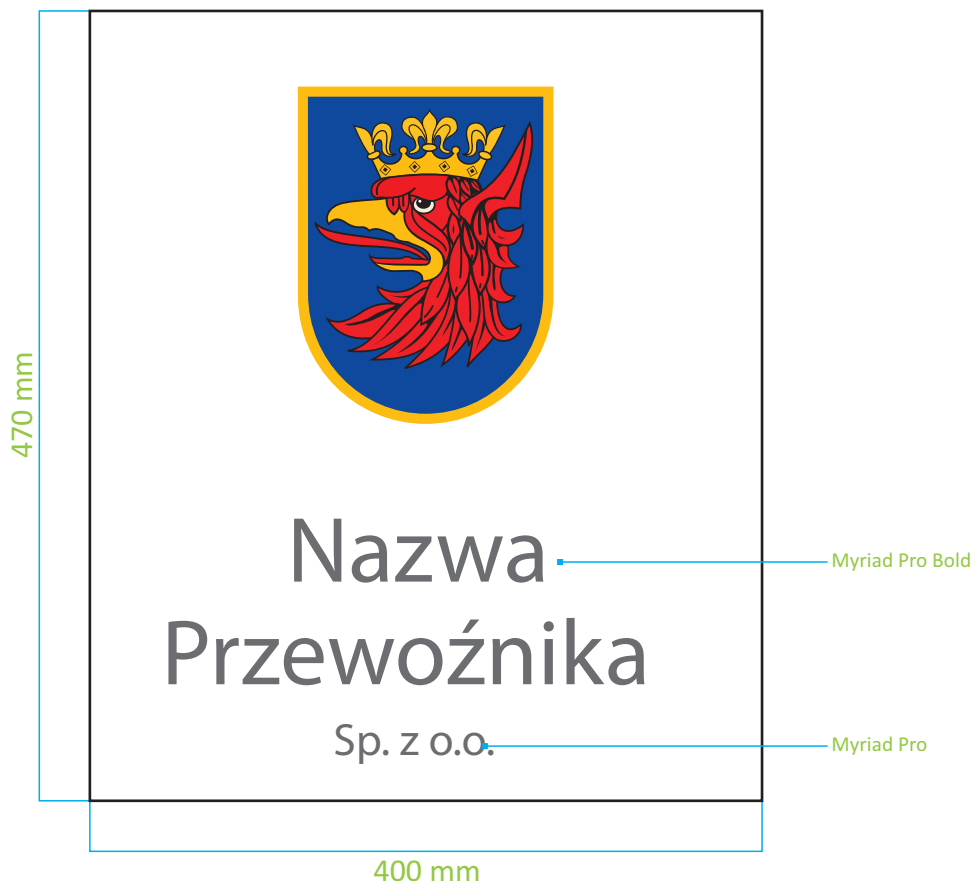 470 mm
Nazwa
Myriad Pro Bold
Przewoźnika
Sp. z o.o.
Myriad Pro
400 mm